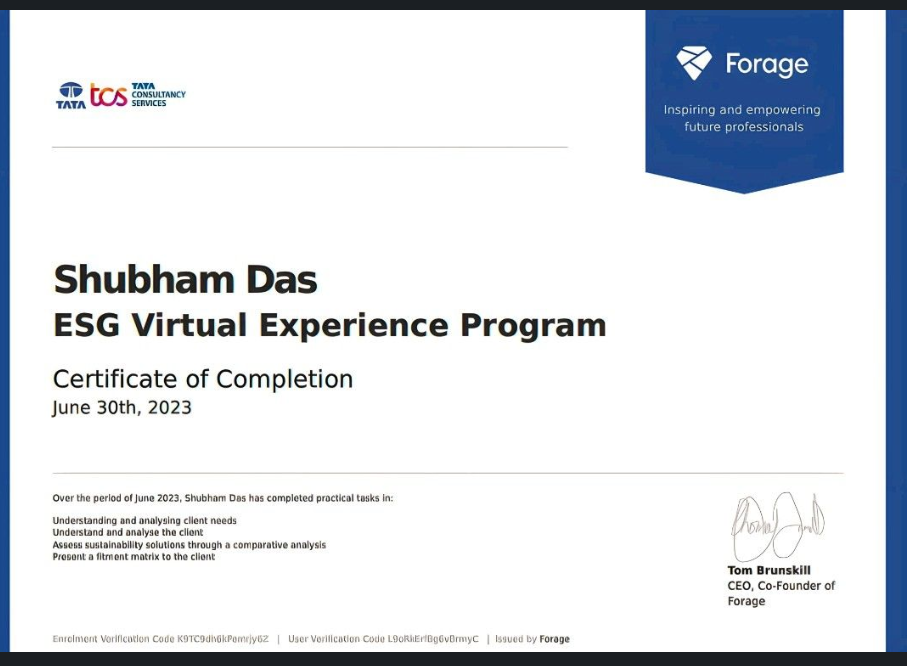 TATA
tcs
TATA
CONSULTANCY
SERVICES
Forage
Inspiring and empowering
future professionals
Shubham Das
ESG Virtual Experience Program
Certificate of Completion
June 30th, 2023
Over the period of June 2023, Shubham Das has completed practical tasks in:
Understanding and analysing client needs
Understand and analyse the client
Assess sustainability solutions through a comparative analysis
Present a fitment matrix to the client
Tom Brunskill
CEO, Co-Founder of
Forage
Enrolment Verification Code | User Verification Code | Issued by Forage